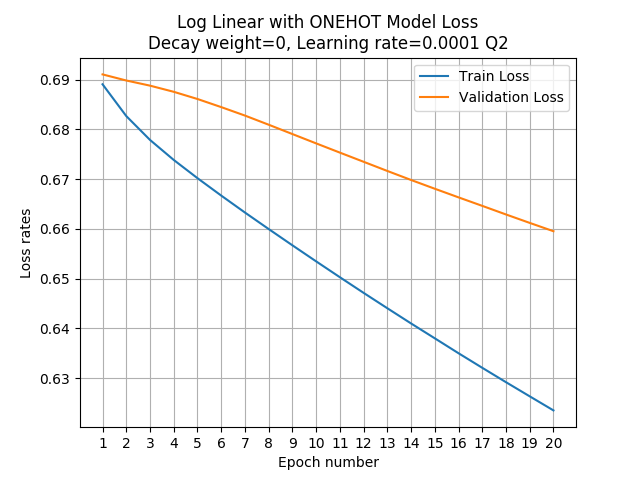 Log Linear with ONEHOT Model Loss
Decay weight=0, Learning rate=0.0001 Q2
Train Loss
Validation Loss
0.69
0.68
0.67
0.66
0.65
0.64
0.63
Loss rates
1 2 3 4 5 6 7 8 9 10 11 12 13 14 15 16 17 18 19 20
Epoch number